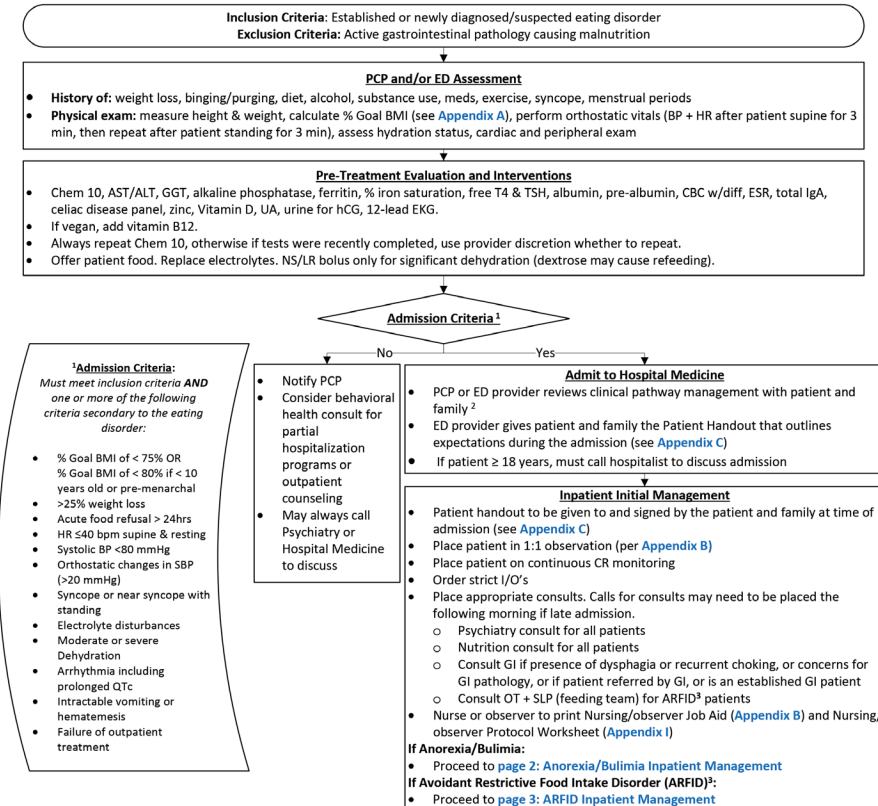 Inclusion Criteria: Established or newly diagnosed/suspected eating disorder
Exclusion Criteria: Active gastrointestinal pathology causing malnutrition
PCP and/or ED Assessment
• History of: weight loss, binging/purging, diet, alcohol, substance use, meds, exercise, syncope, menstrual periods
• Physical exam: measure height & weight, calculate % Goal BMI (see Appendix A), perform orthostatic vitals (BP + HR after patient supine for 3
min, then repeat after patient standing for 3 min), assess hydration status, cardiac and peripheral exam
Pre-Treatment Evaluation and Interventions
• Chem 10, AST/ALT, GGT, alkaline phosphatase, ferritin, % iron saturation, free T4 & TSH, albumin, pre-albumin, CBC w/diff, ESR, total IgA,
celiac disease panel, zinc, Vitamin D, UA, urine for hCG, 12-lead EKG.
• If vegan, add vitamin B12.
• Always repeat Chem 10, otherwise if tests were recently completed, use provider discretion whether to repeat.
• Offer patient food. Replace electrolytes. NS/LR bolus only for significant dehydration (dextrose may cause refeeding).
Admission Criteria 1
No
Yes
1Admission Criteria:
Must meet inclusion criteria AND
one or more of the following
criteria secondary to the eating
disorder:
• % Goal BMI of < 75% OR
% Goal BMI of < 80% if < 10
years old or pre-menarchal
• >25% weight loss
• Acute food refusal > 24hrs
• HR ≤40 bpm supine & resting
• Systolic BP <80 mmHg
• Orthostatic changes in SBP
(>20 mmHg)
• Syncope or near syncope with
standing
• Electrolyte disturbances
• Moderate or severe
Dehydration
• Arrhythmia including
prolonged QTc
• Intractable vomiting or
hematemesis
• Failure of outpatient
treatment
• Notify PCP
• Consider behavioral
health consult for
partial
hospitalization
programs or
outpatient
counseling
• May always call
Psychiatry or
Hospital Medicine
to discuss
Admit to Hospital Medicine
• PCP or ED provider reviews clinical pathway management with patient and
family 2
• ED provider gives patient and family the Patient Handout that outlines
expectations during the admission (see Appendix C)
• If patient ≥ 18 years, must call hospitalist to discuss admission
Inpatient Initial Management
• Patient handout to be given to and signed by the patient and family at time of
admission (see Appendix C)
• Place patient in 1:1 observation (per Appendix B)
• Place patient on continuous CR monitoring
• Order strict I/O's
• Place appropriate consults. Calls for consults may need to be placed the
following morning if late admission.
o Psychiatry consult for all patients
o Nutrition consult for all patients
o Consult GI if presence of dysphagia or recurrent choking, or concerns for
GI pathology, or if patient referred by GI, or is an established GI patient
o Consult OT + SLP (feeding team) for ARFID3 patients
• Nurse or observer to print Nursing/observer Job Aid (Appendix B) and Nursing/
observer Protocol Worksheet (Appendix I)
If Anorexia/Bulimia:
• Proceed to page 2: Anorexia/Bulimia Inpatient Management
If Avoidant Restrictive Food Intake Disorder (ARFID)3:
• Proceed to page 3: ARFID Inpatient Management